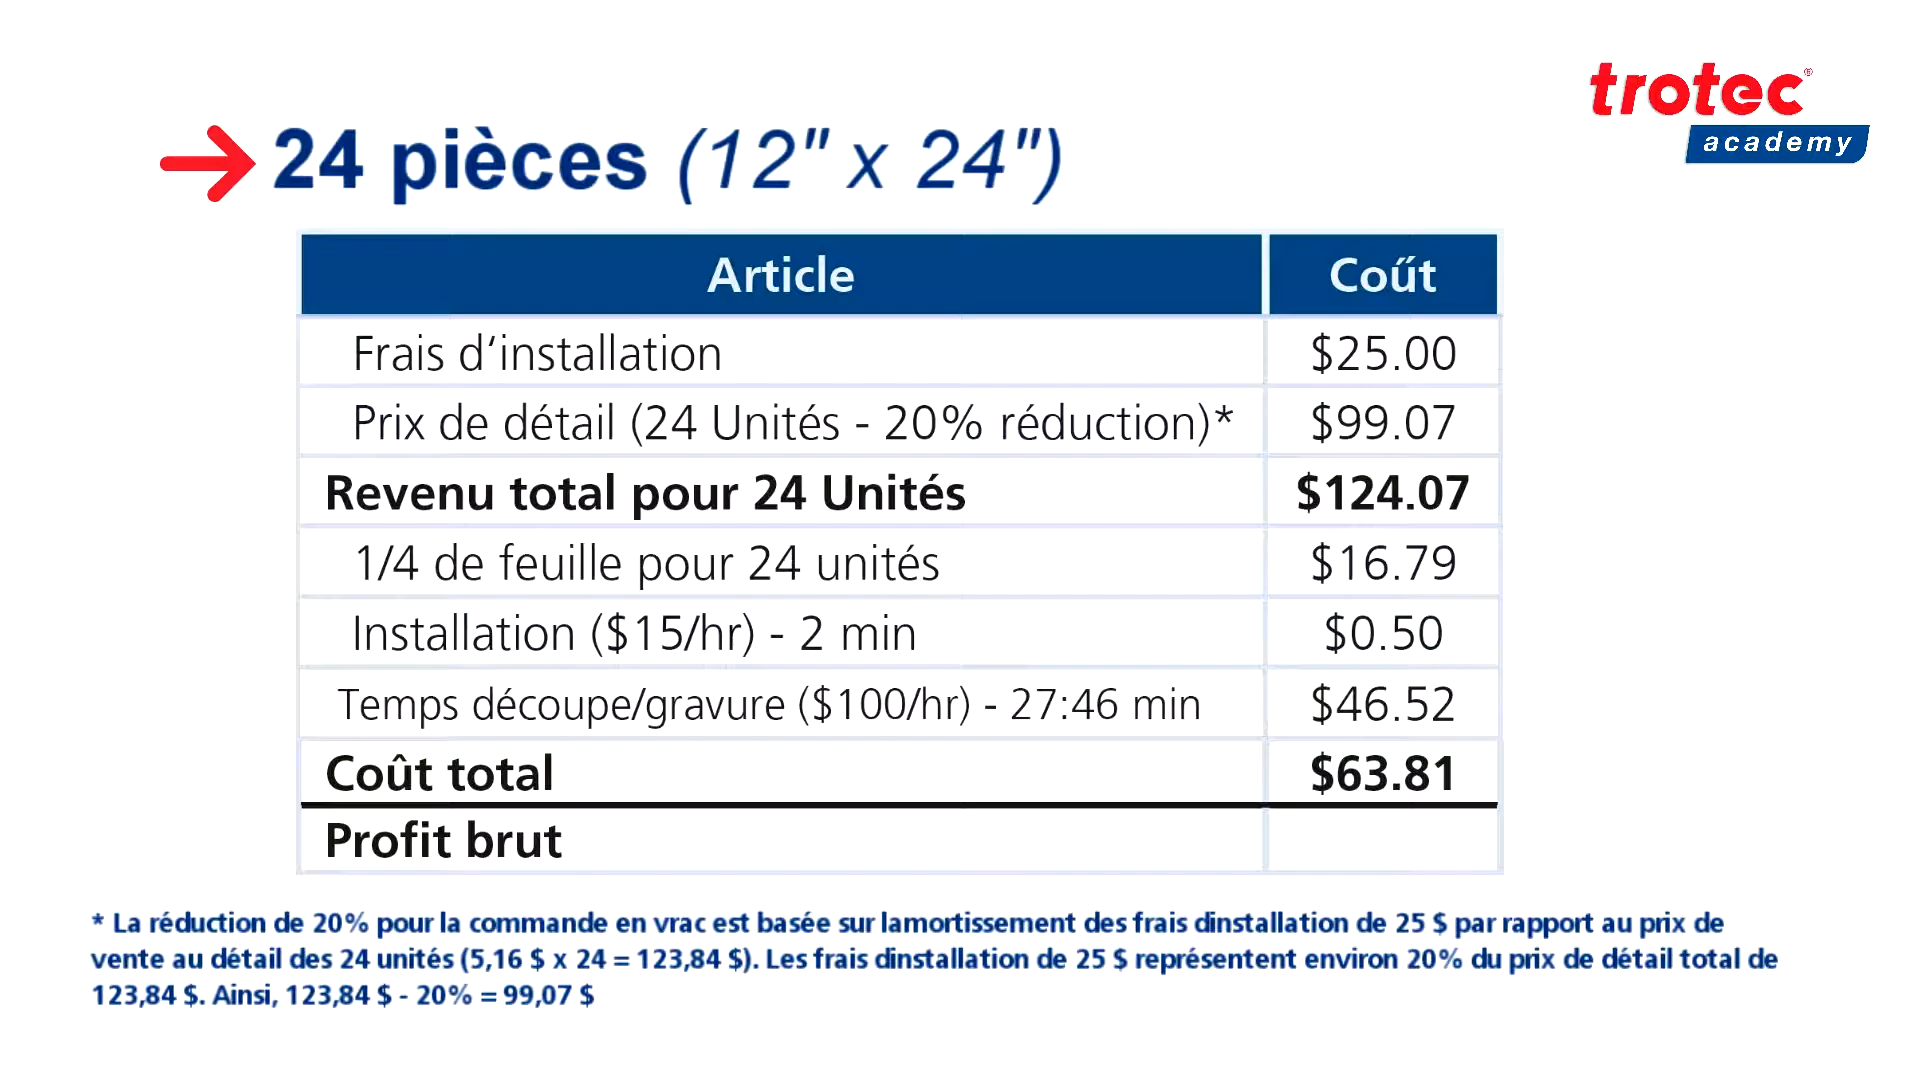 trotec®
academy
24 pièces (12" x 24")
Article Coűt
Frais d‘installation $25.00
Prix de détail (24 Unités - 20% réduction)* $99.07
Revenu total pour 24 Unités $124.07
1/4 de feuille pour 24 unités $16.79
Installation ($15/hr) - 2 min $0.50
Temps découpe/gravure ($100/hr) - 27:46 min $46.52
Coût total $63.81
Profit brut
* La réduction de 20% pour la commande en vrac est basée sur lamortissement des frais dinstallation de 25 $ par rapport au prix de
vente au détail des 24 unités (5,16 $ x 24 = 123,84 $). Les frais dinstallation de 25 $ représentent environ 20% du prix de détail total de
123,84 $. Ainsi, 123,84 $ - 20% = 99,07 $